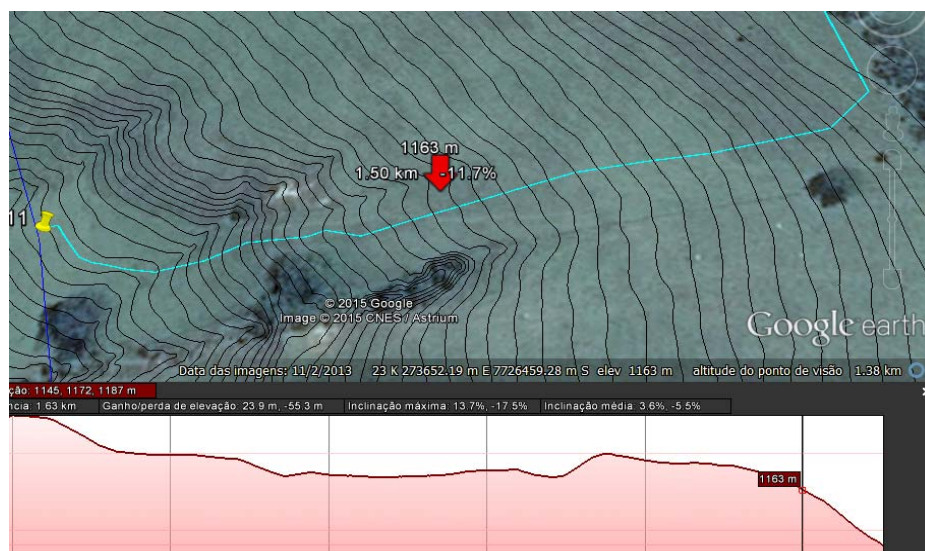 1163 m
1.50 km -11.7%
11
© 2015 Google
Image © 2015 CNES / Astrium
Google earth
Data das imagens: 11/2/2013 23 K 273652.19 m E 7726459.28 m S elev 1163 m altitude do ponto de visão 1.38 km
ção: 1145, 1172, 1187 m
ncia: 1.63 km Ganho/perda de elevação: 23.9 m, -55.3 m Inclinação máxima: 13.7%, -17.5% Inclinação média: 3.6%, -5.5%
1163 m